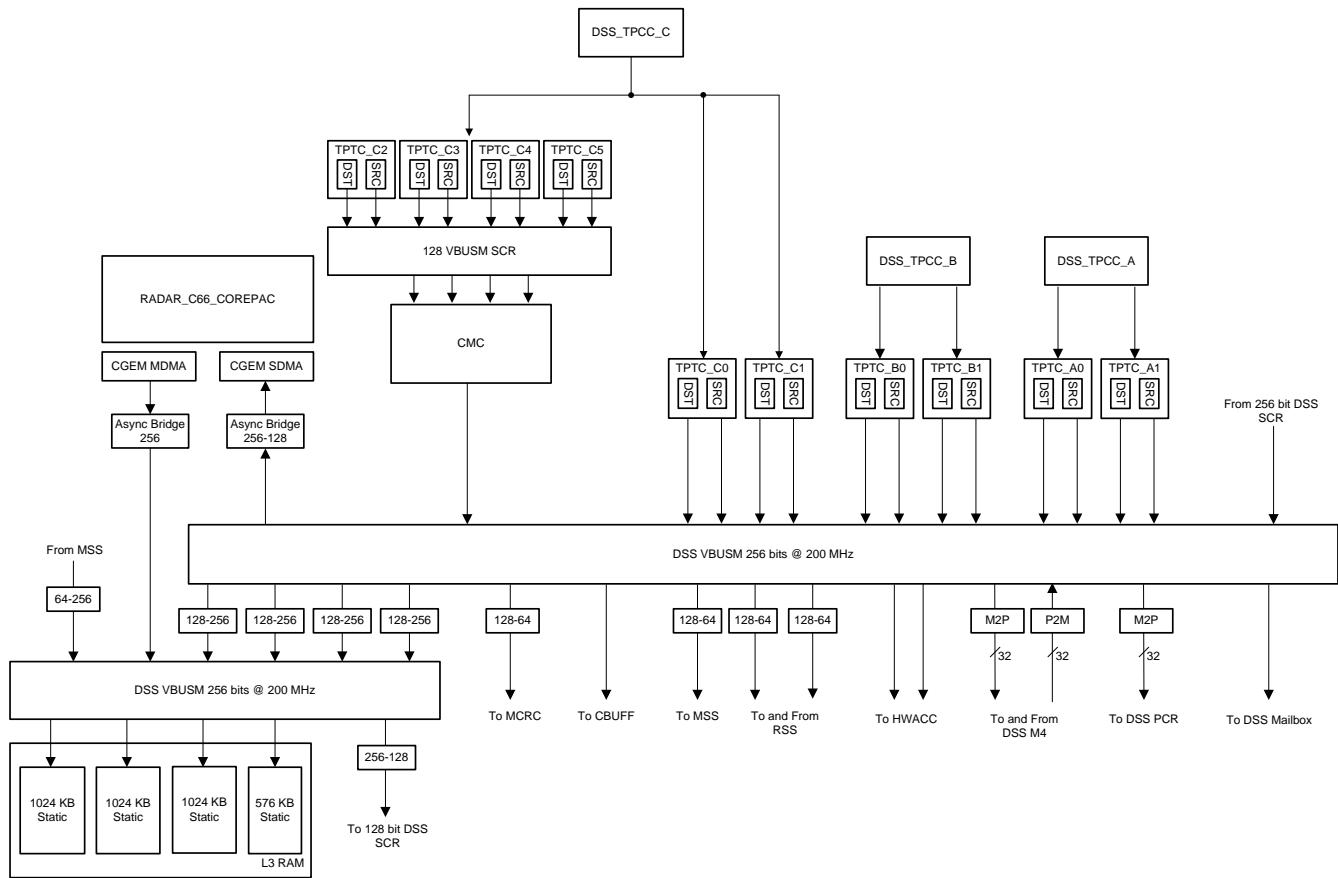 DSS_TPCC_C
TPTC_C2
TPTC_C3
TPTC_C4
TPTC_C5
DST
SRC
DST
SRC
DST
SRC
DST
SRC
128 VBUSM SCR
DSS_TPCC_B
DSS_TPCC_A
RADAR_C66_COREPAC
CMC
CGEM MDMA
CGEM SDMA
TPTC_C0
TPTC_C1
TPTC_B0
TPTC_B1
TPTC_A0
TPTC_A1
DST
SRC
DST
SRC
DST
SRC
DST
SRC
DST
SRC
DST
SRC
Async Bridge
256
Async Bridge
256-128
From 256 bit DSS
SCR
DSS VBUSM 256 bits @ 200 MHz
From MSS
64-256
128-256
128-256
128-256
128-256
128-64
128-64
128-64
128-64
M2P
P2M
M2P
32
32
32
DSS VBUSM 256 bits @ 200 MHz
To MCRC
To CBUFF
To MSS
To and From
RSS
To HWACC
To and From
DSS M4
To DSS PCR
To DSS Mailbox
256-128
1024 KB
Static
1024 KB
Static
1024 KB
Static
576 KB
Static
To 128 bit DSS
SCR
L3 RAM